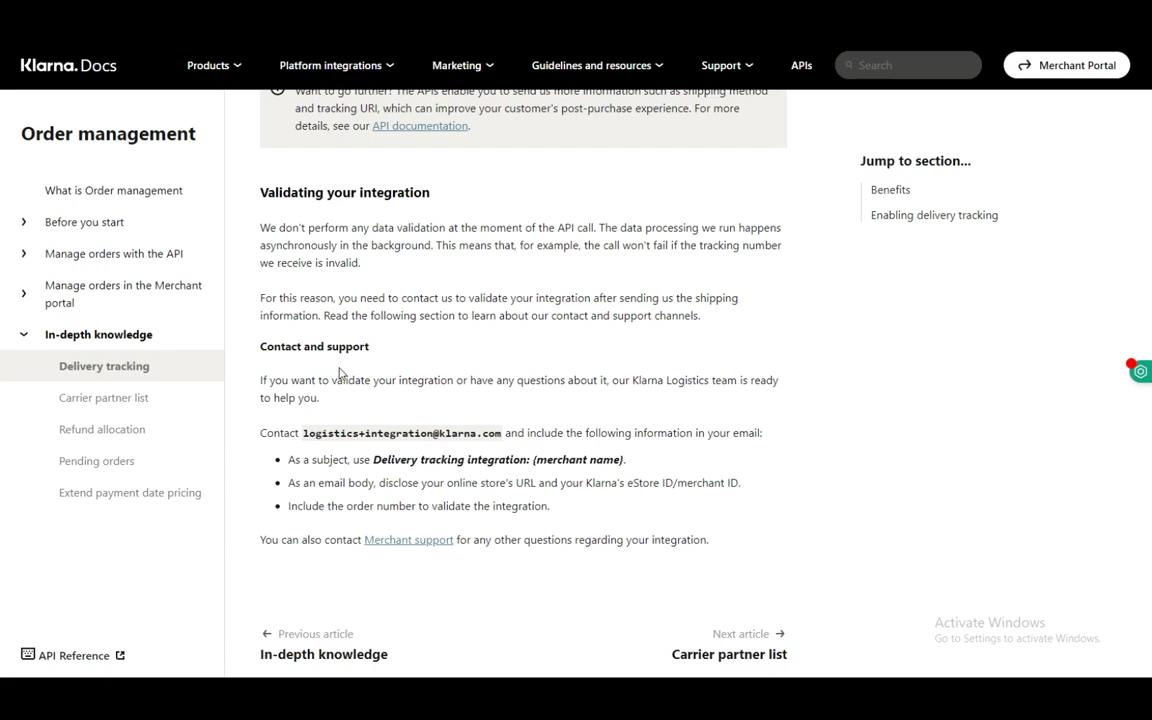 Klarna. Docs
Products
Platform integrations
Marketing
Guidelines and resources
Support
APIs
Search
Merchant Portal
Order management
What is Order management
Before you start
Manage orders with the API
Manage orders in the Merchant
portal
In-depth knowledge
Delivery tracking
Carrier partner list
Refund allocation
Pending orders
Extend payment date pricing
API Reference
Want to go further? The APIs enable you to send us more information such as shipping method
and tracking URI, which can improve your customer's post-purchase experience. For more
details, see our API documentation.
Validating your integration
We don't perform any data validation at the moment of the API call. The data processing we run happens
asynchronously in the background. This means that, for example, the call won't fail if the tracking number
we receive is invalid.
For this reason, you need to contact us to validate your integration after sending us the shipping
information. Read the following section to learn about our contact and support channels.
Contact and support
If you want to validate your integration or have any questions about it, our Klarna Logistics team is ready
to help you.
Contact logistics+integration@klarna.com and include the following information in your email:
• As a subject, use Delivery tracking integration: {merchant name}.
• As an email body, disclose your online store's URL and your Klarna's eStore ID/merchant ID.
• Include the order number to validate the integration.
You can also contact Merchant support for any other questions regarding your integration.
Previous article
In-depth knowledge
Next article
Carrier partner list
Jump to section...
Benefits
Enabling delivery tracking
Activate Windows
Go to Settings to activate Windows.